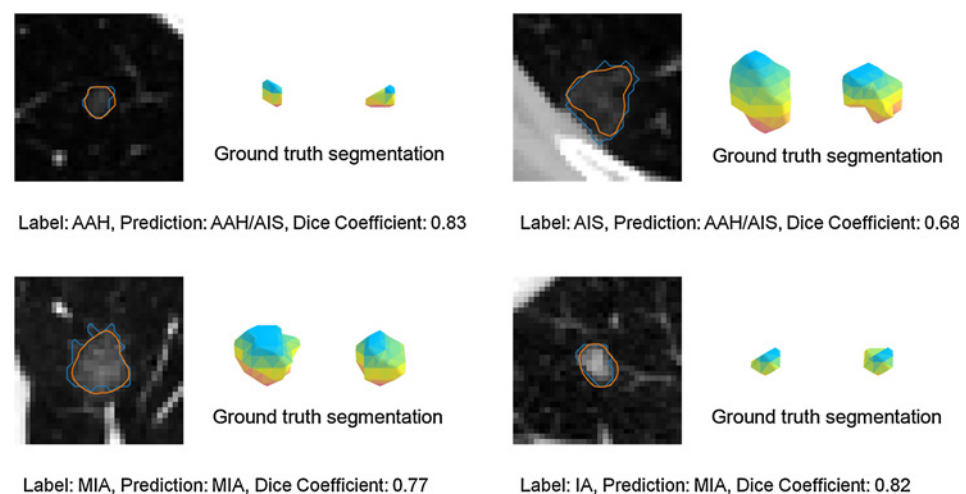 Ground truth segmentation
Ground truth segmentation
Label: AAH, Prediction: AAH/AIS, Dice Coefficient: 0.83
Label: AIS, Prediction: AAH/AIS, Dice Coefficient: 0.68
Ground truth segmentation
Ground truth segmentation
Label: MIA, Prediction: MIA, Dice Coefficient: 0.77
Label: IA, Prediction: MIA, Dice Coefficient: 0.82